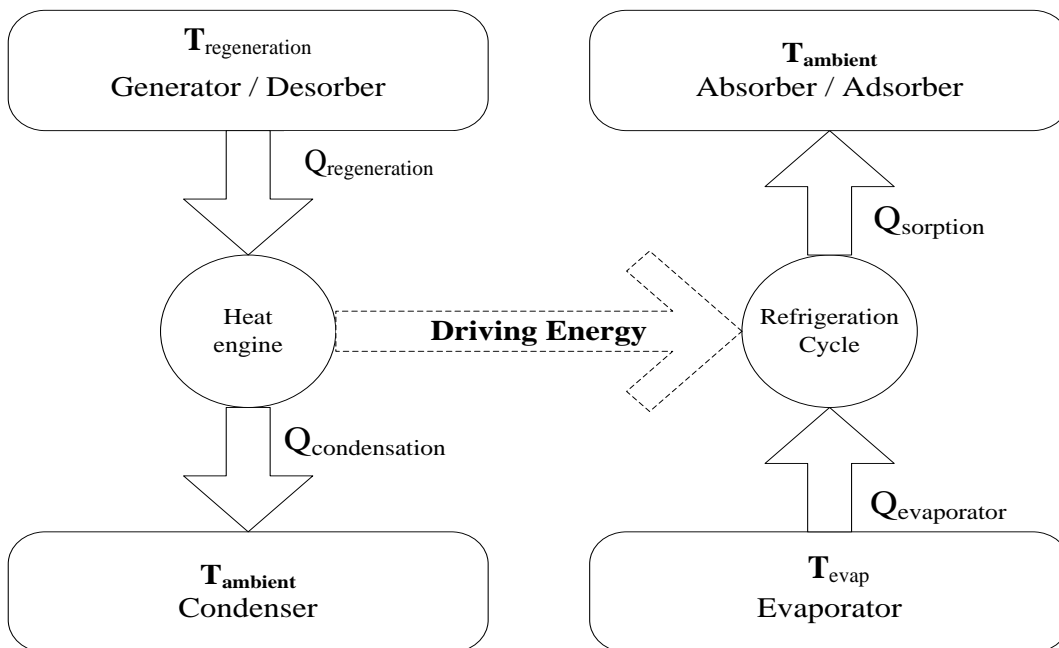 Tregeneration
Generator / Desorber
Qregeneration
Heat
engine
Qcondensation
Tambient
Condenser
Driving Energy
Tambient
Absorber / Adsorber
Qsorption
Refrigeration
Cycle
Qevaporator
Tevap
Evaporator